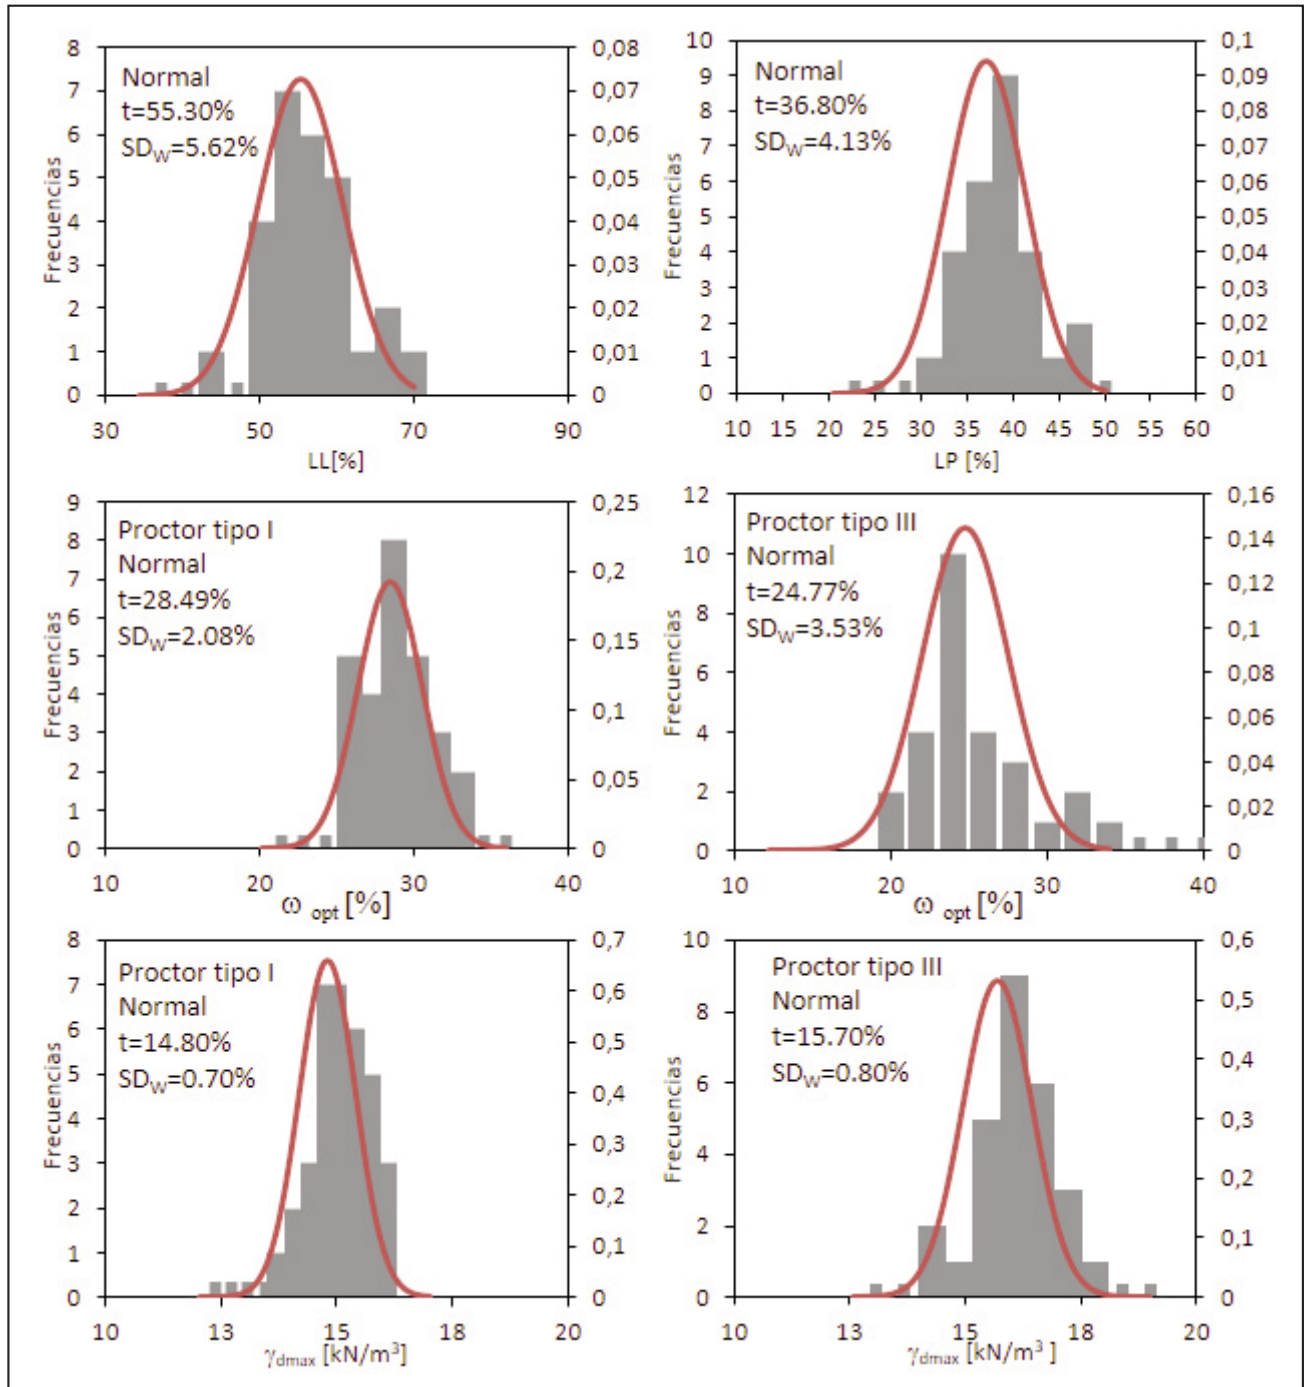 8
7
6
5
4
3
2
1
0
Frecuencias
Normal
t=55.30%
SD_W=5.62%
0,08
0,07
0,06
0,05
0,04
0,03
0,02
0,01
0
30 50 70 90
LL[%]
10
9
8
7
6
5
4
3
2
1
0
Frecuencias
Normal
t=36.80%
SD_W=4.13%
0,1
0,09
0,08
0,07
0,06
0,05
0,04
0,03
0,02
0,01
0
10 15 20 25 30 35 40 45 50 55 60
LP [%]
9
8
7
6
5
4
3
2
1
0
Frecuencias
Proctor tipo I
Normal
t=28.49%
SD_W=2.08%
0,25
0,2
0,15
0,1
0,05
0
10 20 30 40
ω opt [%]
12
10
8
6
4
2
0
Frecuencias
Proctor tipo III
Normal
t=24.77%
SD_W=3.53%
0,16
0,14
0,12
0,1
0,08
0,06
0,04
0,02
0
10 20 30 40
ω opt [%]
8
7
6
5
4
3
2
1
0
Frecuencias
Proctor tipo I
Normal
t=14.80%
SD_W=0.70%
0,7
0,6
0,5
0,4
0,3
0,2
0,1
0
10 13 15 18 20
γdmax [kN/m³]
10
8
6
4
2
0
Frecuencias
Proctor tipo III
Normal
t=15.70%
SD_W=0.80%
0,6
0,5
0,4
0,3
0,2
0,1
0
10 13 15 18 20
γdmax [kN/m³ ]